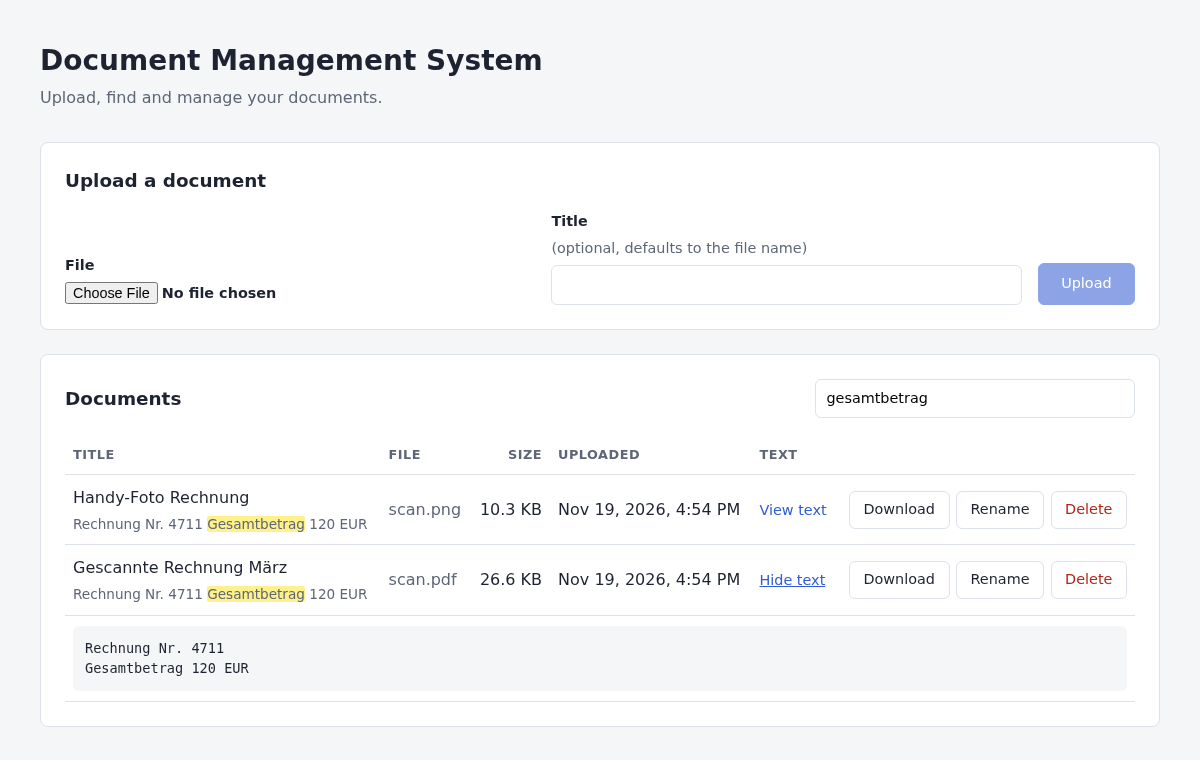 Document Management System
Upload, find and manage your documents.
Upload a document
Title
(optional, defaults to the file name)
File
Choose File No file chosen
Upload
Documents
gesamtbetrag
TITLE FILE SIZE UPLOADED TEXT
Handy-Foto Rechnung
Rechnung Nr. 4711 Gesamtbetrag 120 EUR
scan.png 10.3 KB Nov 19, 2026, 4:54 PM View text Download Rename Delete
Gescannte Rechnung März
Rechnung Nr. 4711 Gesamtbetrag 120 EUR
scan.pdf 26.6 KB Nov 19, 2026, 4:54 PM Hide text Download Rename Delete
Rechnung Nr. 4711
Gesamtbetrag 120 EUR